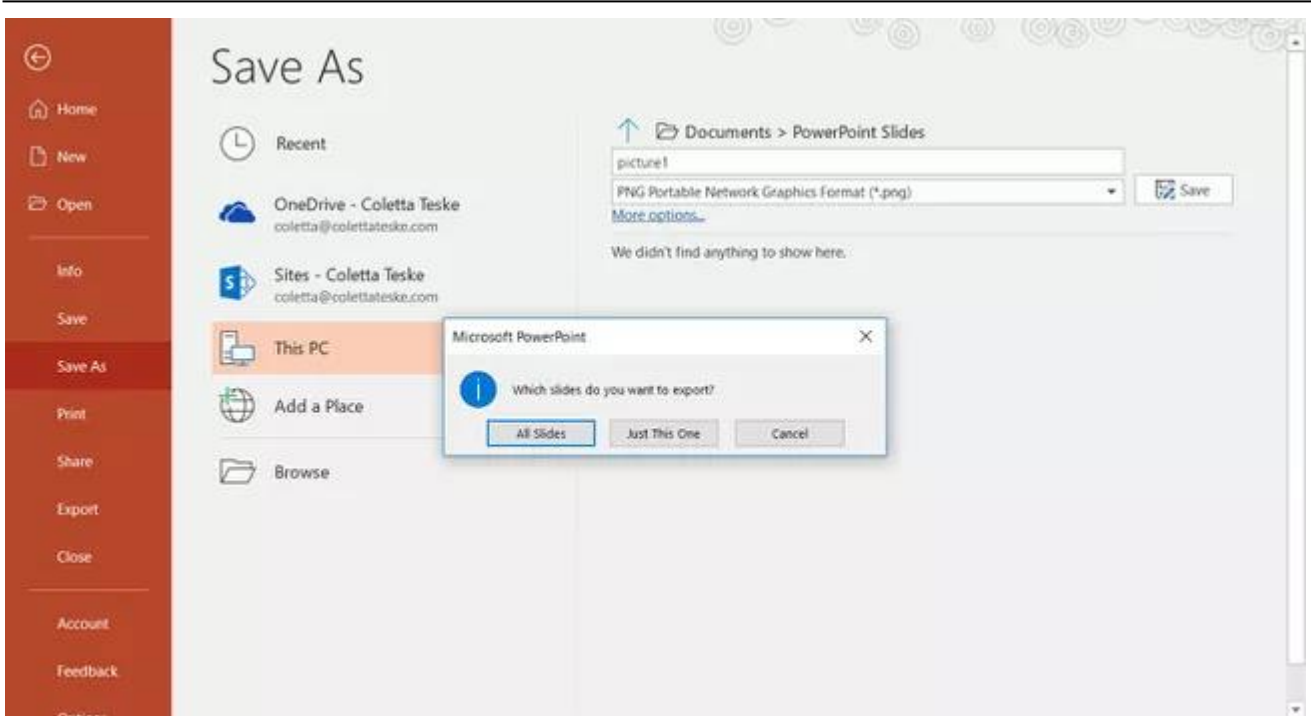 Save As
Home
New
Open
Info
Save
Save As
Print
Share
Export
Close
Account
Feedback
Options
Recent
OneDrive - Coletta Teske
coletta@colettateske.com
Sites - Coletta Teske
coletta@colettateske.com
This PC
Add a Place
Browse
Documents > PowerPoint Slides
picture1
PNG Portable Network Graphics Format (*.png)
Save
More options...
We didn't find anything to show here.
Microsoft PowerPoint
Which slides do you want to export?
All Slides
Just This One
Cancel